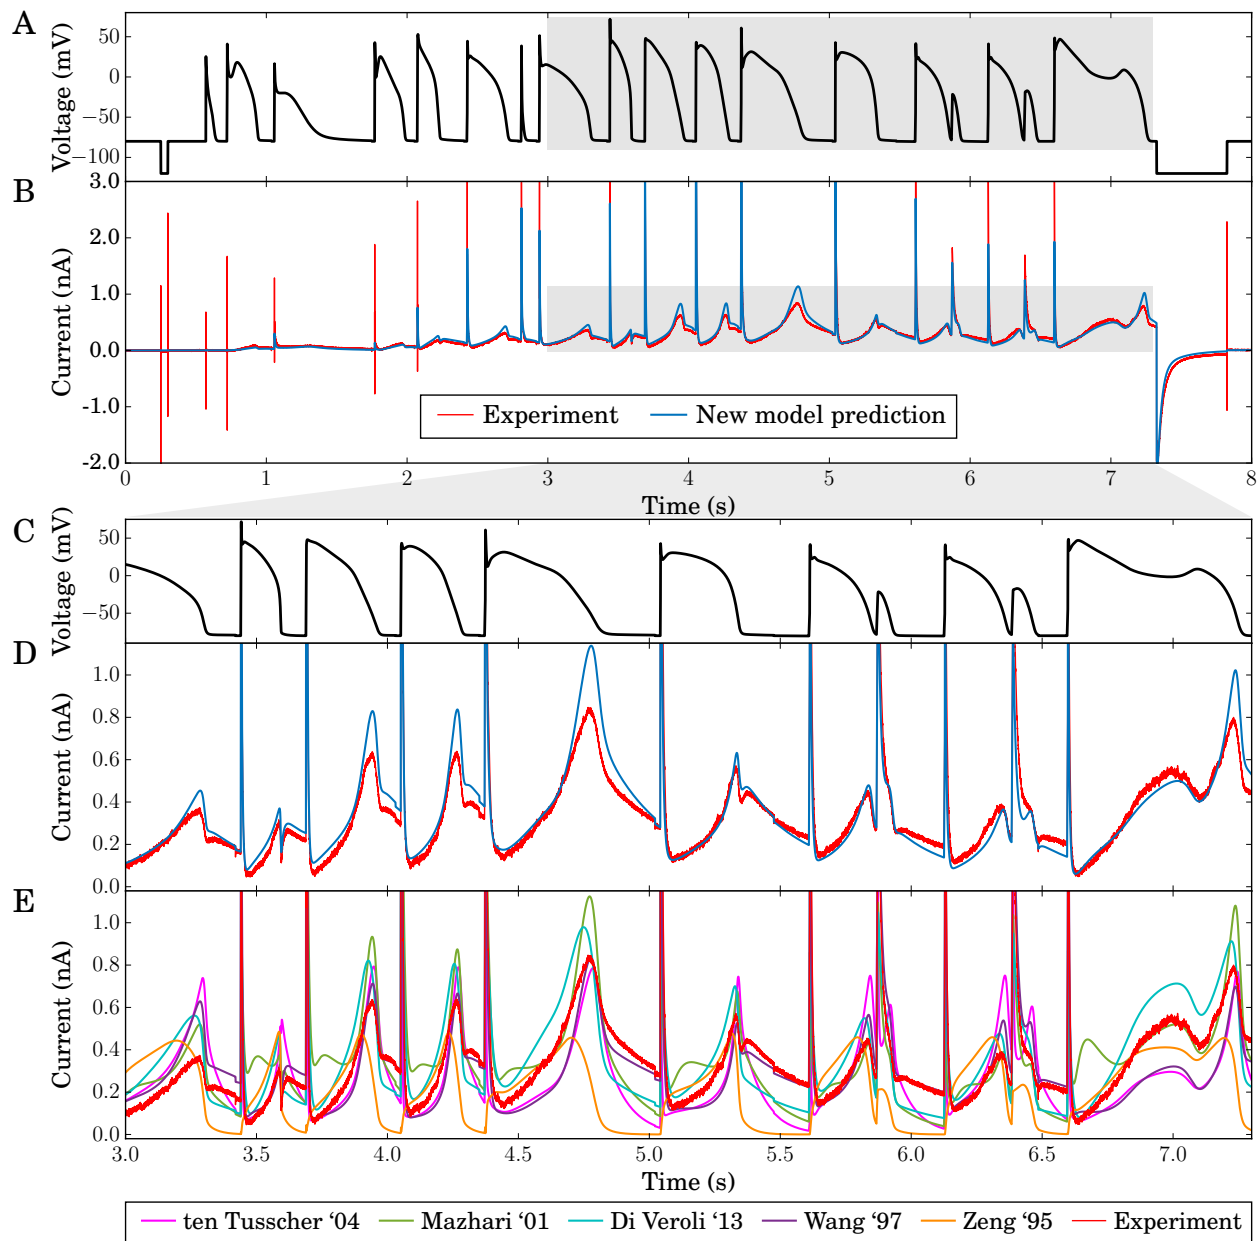 A
Voltage (mV)
50
0
−50
−100
B
Current (nA)
3.0
2.0
1.0
0.0
-1.0
-2.0
Experiment
New model prediction
0 1 2 3 4 5 6 7 8
Time (s)
C
Voltage (mV)
50
0
−50
D
Current (nA)
1.0
0.8
0.6
0.4
0.2
0.0
E
Current (nA)
1.0
0.8
0.6
0.4
0.2
0.0
3.0 3.5 4.0 4.5 5.0 5.5 6.0 6.5 7.0
Time (s)
ten Tusscher ‘04 Mazhari ‘01 Di Veroli ‘13 Wang ‘97 Zeng ‘95 Experiment